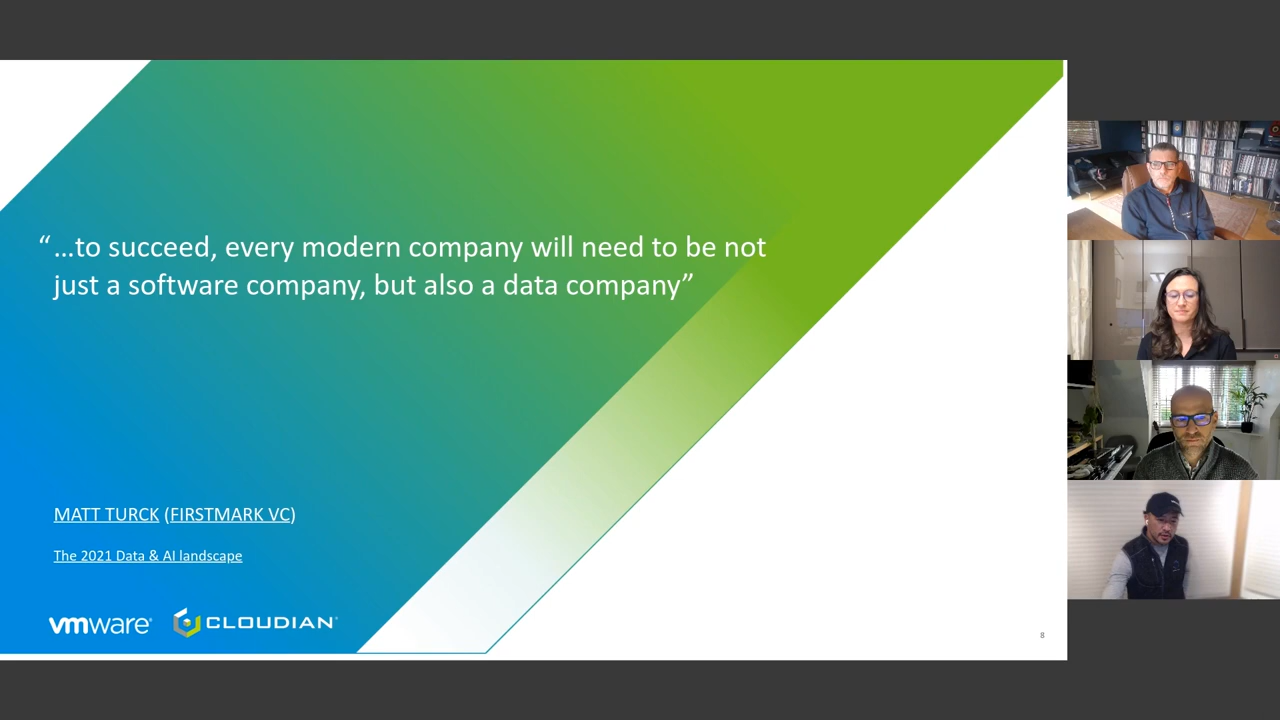 “…to succeed, every modern company will need to be not
just a software company, but also a data company”
MATT TURCK (FIRSTMARK VC)
The 2021 Data & AI landscape
vmware® CLOUDIAN®
8